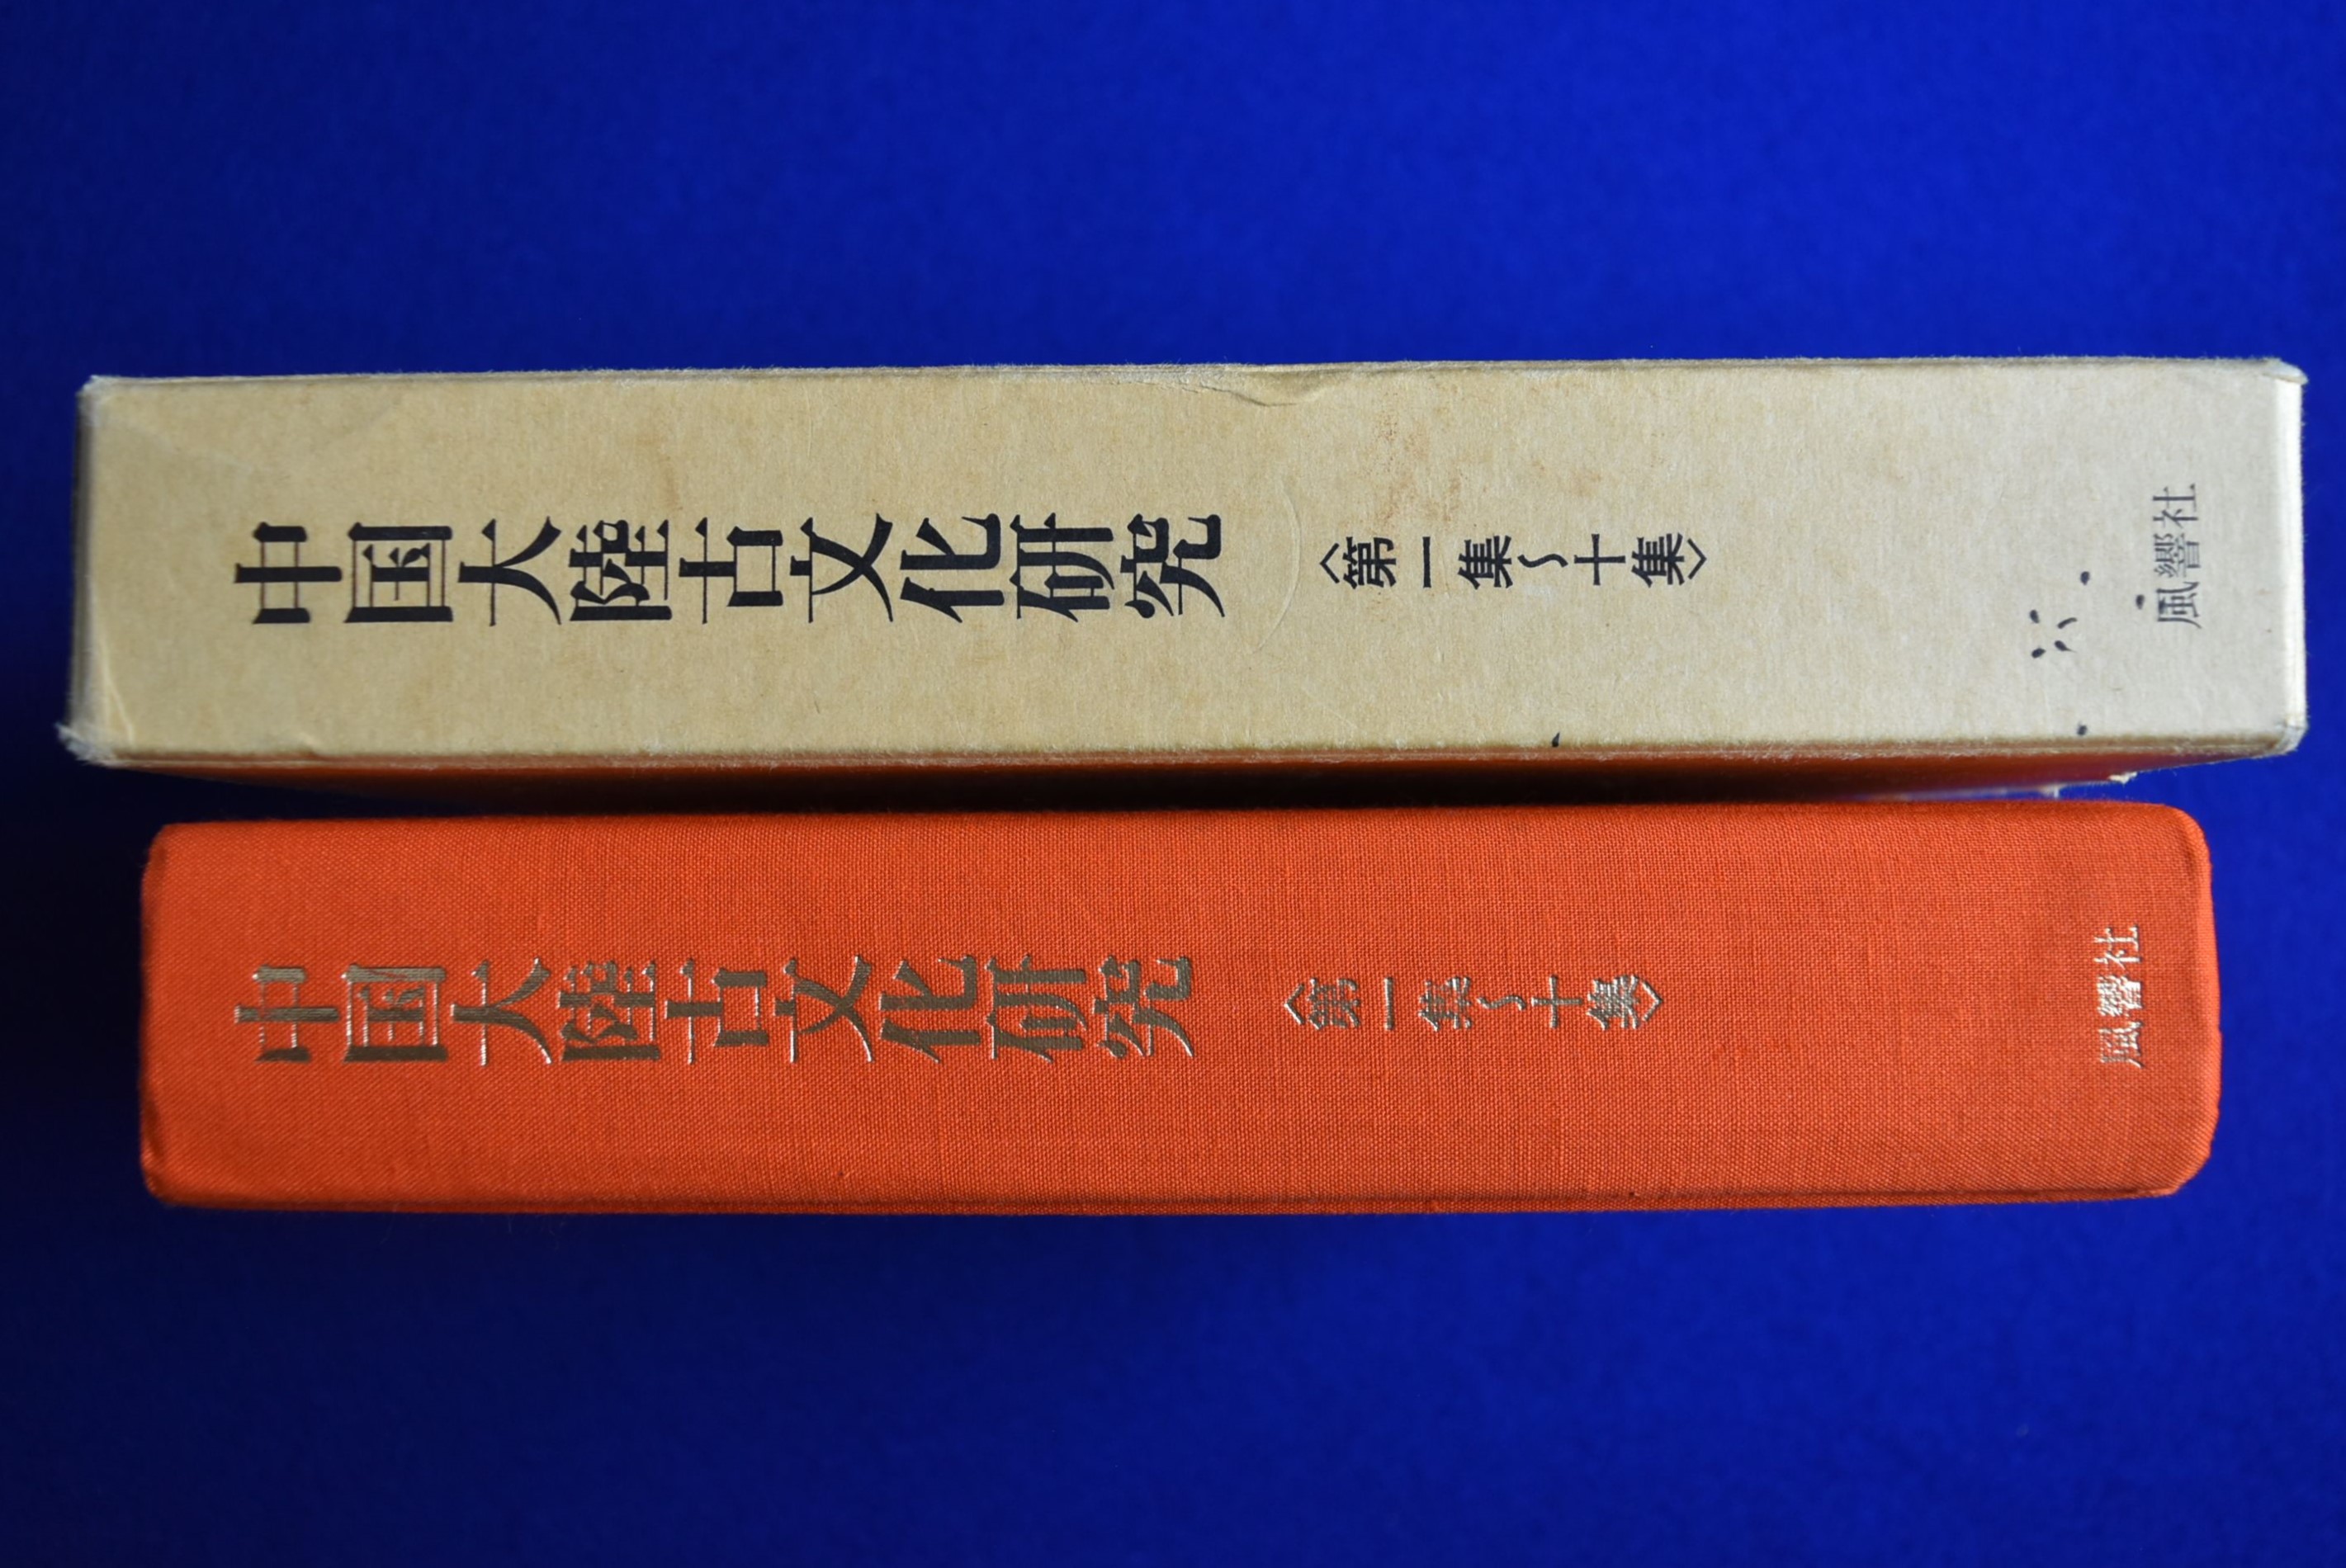 中国大陸古文化研究
〈第一集~十集〉
風響社
中国大陸古文化研究
〈第一集~十集〉
風響社